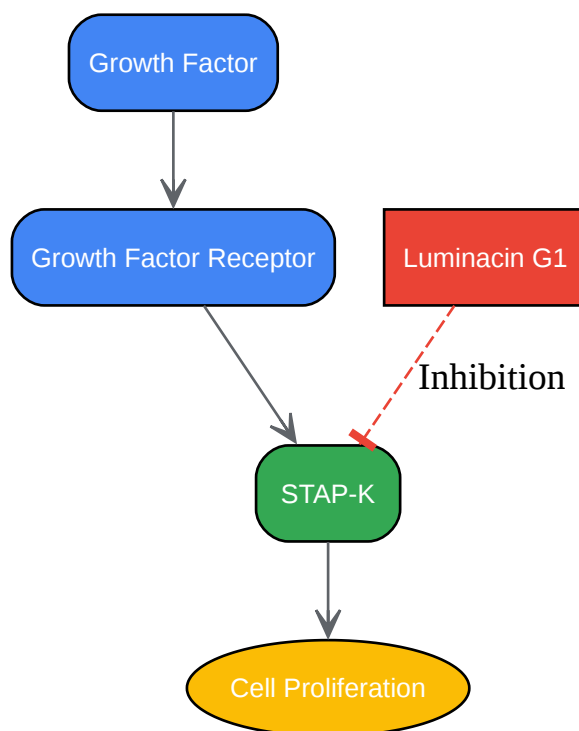 Growth Factor
Growth Factor Receptor
Luminacin G1
Inhibition
STAP-K
Cell Proliferation